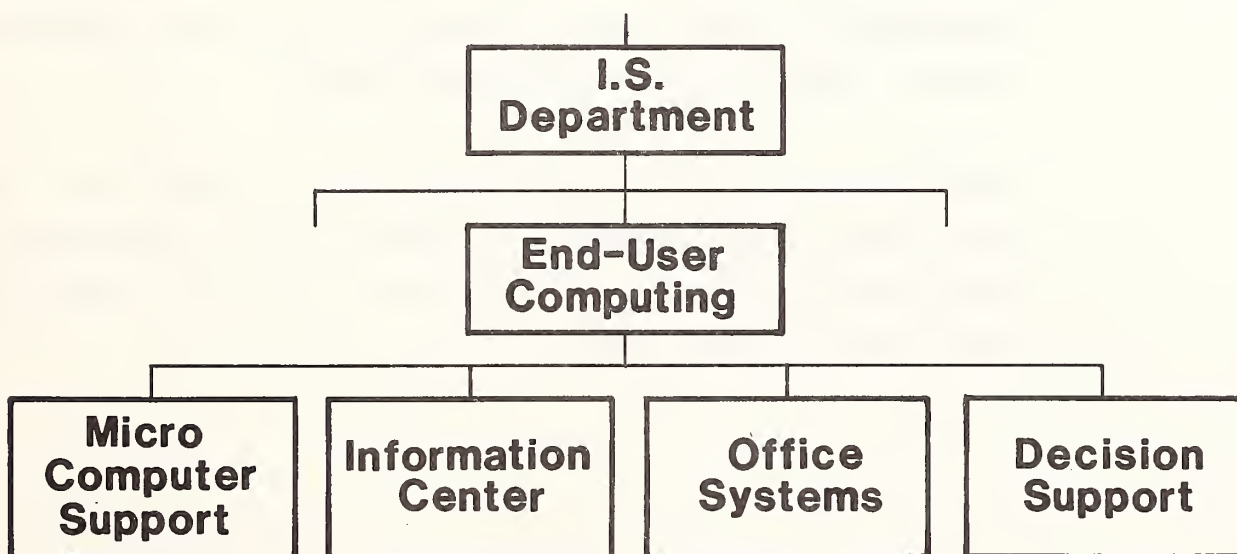 I.S.
Department
End-User
Computing
Micro
Computer
Support
Information
Center
Office
Systems
Decision
Support